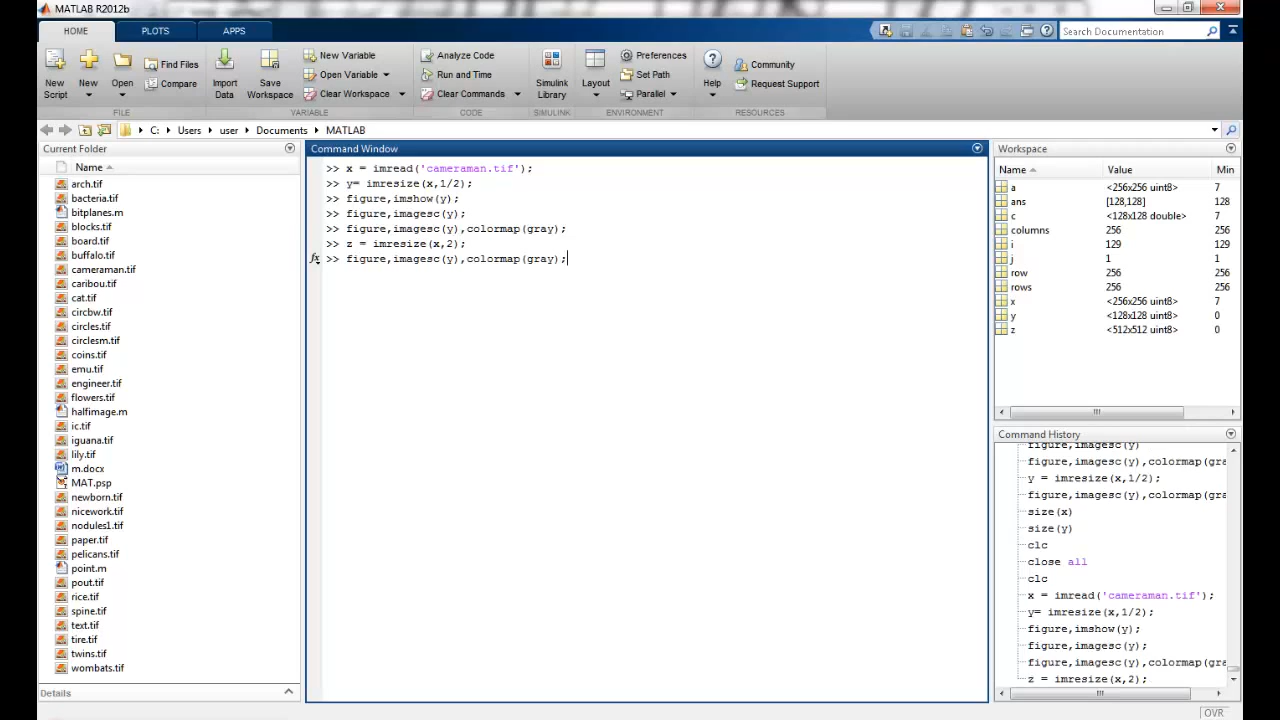 MATLAB R2012b
HOME PLOTS APPS
Search Documentation
New Script
New
Open
Find Files
Compare
Import Data
Save Workspace
New Variable
Open Variable
Clear Workspace
Analyze Code
Run and Time
Clear Commands
Simulink Library
Layout
Preferences
Set Path
Parallel
Help
Community
Request Support
FILE VARIABLE CODE SIMULINK ENVIRONMENT RESOURCES
C: Users user Documents MATLAB
Current Folder
Name
arch.tif
bacteria.tif
bitplanes.m
blocks.tif
board.tif
buffalo.tif
cameraman.tif
caribou.tif
cat.tif
circbw.tif
circles.tif
circlesm.tif
coins.tif
emu.tif
engineer.tif
flowers.tif
halfimage.m
ic.tif
iguana.tif
lily.tif
m.docx
MAT.psp
newborn.tif
nicework.tif
nodules1.tif
paper.tif
pelicans.tif
point.m
pout.tif
rice.tif
spine.tif
text.tif
tire.tif
twins.tif
wombats.tif
Details
Command Window
>> x = imread('cameraman.tif');
>> y= imresize(x,1/2);
>> figure,imshow(y);
>> figure,imagesc(y);
>> figure,imagesc(y),colormap(gray);
>> z = imresize(x,2);
fx >> figure,imagesc(y),colormap(gray);
Workspace
Name Value Min
a <256x256 uint8> 7
ans [128,128] 128
c <128x128 double> 7
columns 256 256
i 129 129
j 1 1
row 256 256
rows 256 256
x <256x256 uint8> 7
y <128x128 uint8> 0
z <512x512 uint8> 0
Command History
figure,imagesc(y)
figure,imagesc(y),colormap(gra
y = imresize(x,1/2);
figure,imagesc(y),colormap(gra
size(x)
size(y)
clc
close all
clc
x = imread('cameraman.tif');
y= imresize(x,1/2);
figure,imshow(y);
figure,imagesc(y);
figure,imagesc(y),colormap(gra
z = imresize(x,2);
OVR